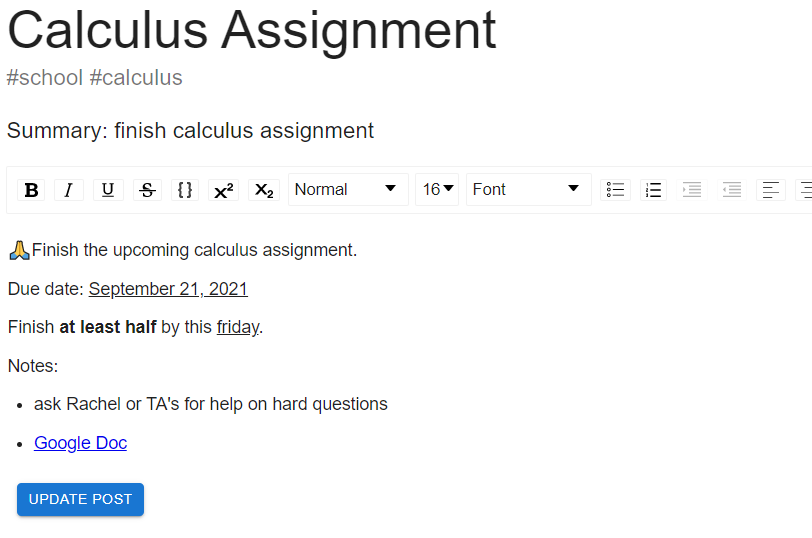 Calculus Assignment
#school #calculus
Summary: finish calculus assignment
B I U S {} X² X₂ Normal 16 Font
🙏Finish the upcoming calculus assignment.
Due date: September 21, 2021
Finish at least half by this friday.
Notes:
• ask Rachel or TA's for help on hard questions
• Google Doc
UPDATE POST